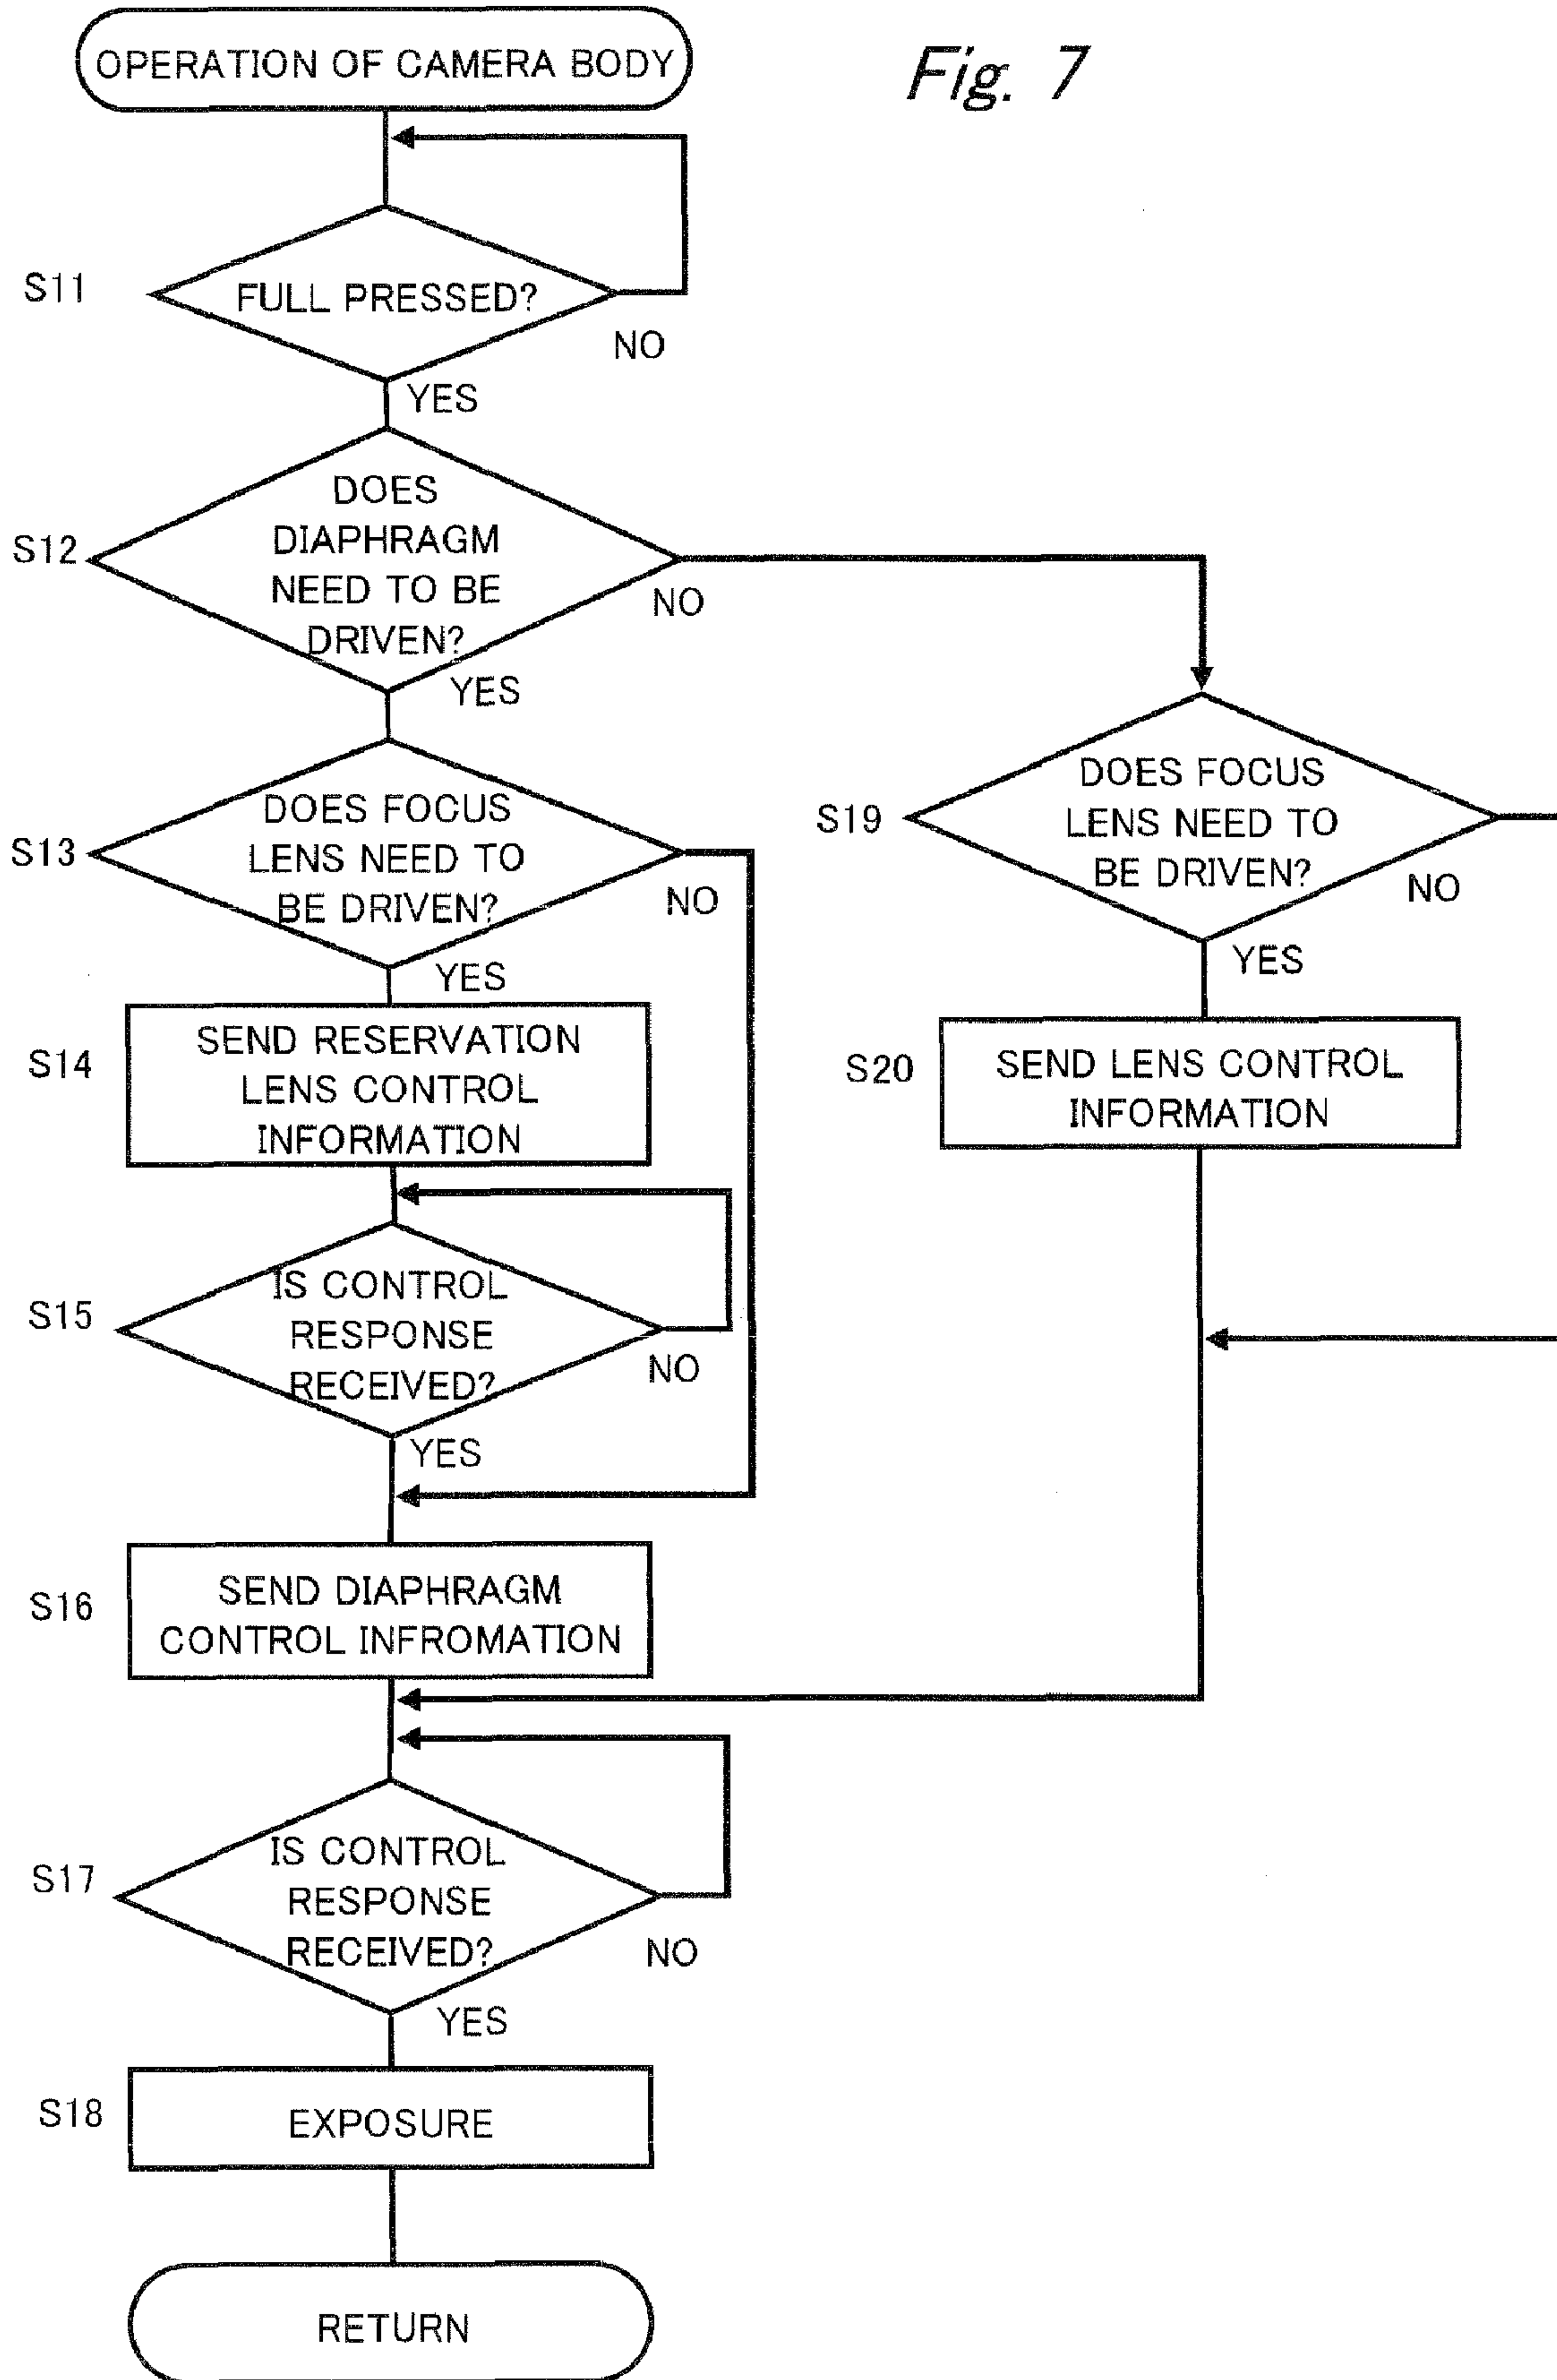 OPERATION OF CAMERA BODY
Fig. 7
S11
FULL PRESSED?
NO
YES
S12
DOES
DIAPHRAGM
NEED TO BE
DRIVEN?
NO
YES
S13
DOES FOCUS
LENS NEED TO
BE DRIVEN?
NO
YES
S19
DOES FOCUS
LENS NEED TO
BE DRIVEN?
NO
YES
S14
SEND RESERVATION
LENS CONTROL
INFORMATION
S20
SEND LENS CONTROL
INFORMATION
S15
IS CONTROL
RESPONSE
RECEIVED?
NO
YES
S16
SEND DIAPHRAGM
CONTROL INFROMATION
S17
IS CONTROL
RESPONSE
RECEIVED?
NO
YES
S18
EXPOSURE
RETURN